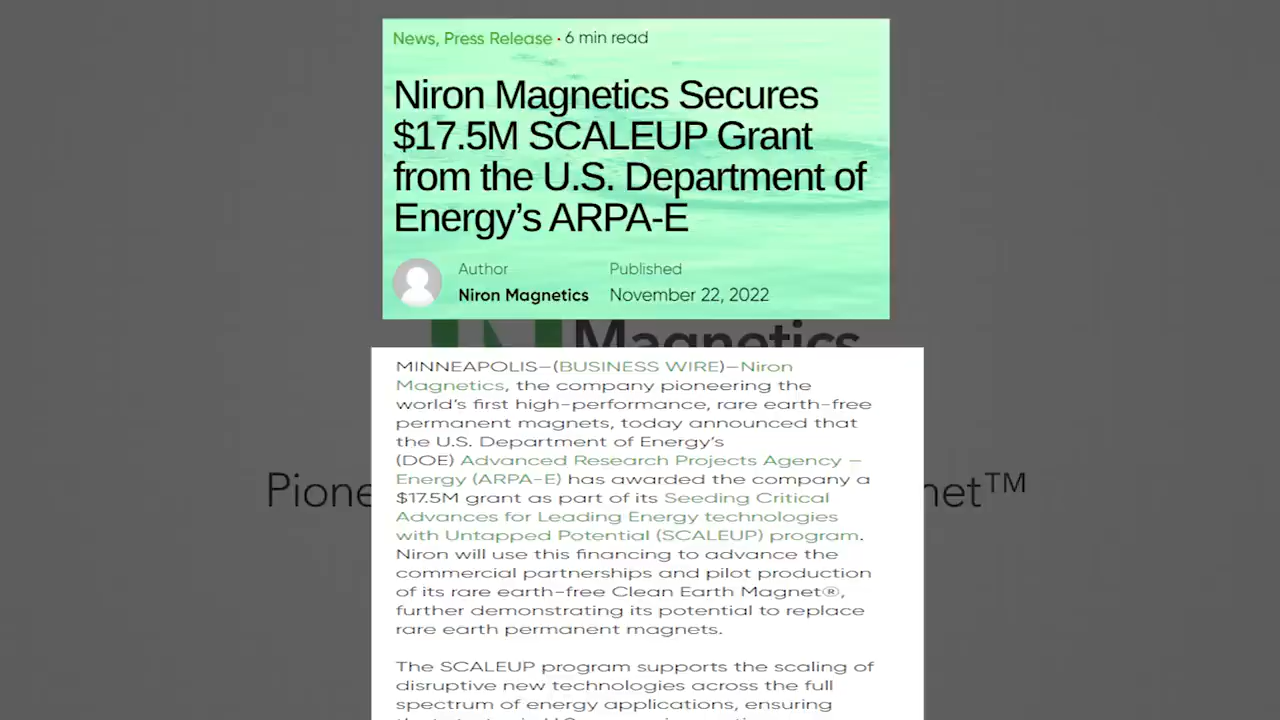 News, Press Release · 6 min read
Niron Magnetics Secures
$17.5M SCALEUP Grant
from the U.S. Department of
Energy’s ARPA-E
Author
Published
Niron Magnetics
November 22, 2022
Magnetics
MINNEAPOLIS–(BUSINESS WIRE)–Niron
Magnetics, the company pioneering the
world’s first high-performance, rare earth-free
permanent magnets, today announced that
the U.S. Department of Energy’s
(DOE) Advanced Research Projects Agency –
Energy (ARPA-E) has awarded the company a
$17.5M grant as part of its Seeding Critical
Advances for Leading Energy technologies
with Untapped Potential (SCALEUP) program.
Niron will use this financing to advance the
commercial partnerships and pilot production
of its rare earth-free Clean Earth Magnet®,
further demonstrating its potential to replace
rare earth permanent magnets.
The SCALEUP program supports the scaling of
disruptive new technologies across the full
spectrum of energy applications, ensuring